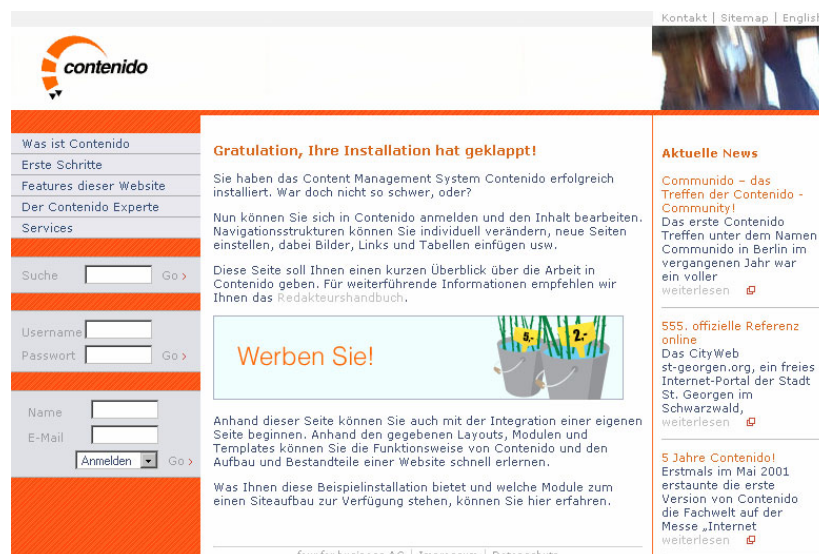 Kontakt | Sitemap | English
contenido
Was ist Contenido
Erste Schritte
Features dieser Website
Der Contenido Experte
Services
Suche Go ›
Username
Passwort Go ›
Name
E-Mail
Anmelden Go ›
Gratulation, Ihre Installation hat geklappt!
Sie haben das Content Management System Contenido erfolgreich
installiert. War doch nicht so schwer, oder?
Nun können Sie sich in Contenido anmelden und den Inhalt bearbeiten.
Navigationsstrukturen können Sie individuell verändern, neue Seiten
einstellen, dabei Bilder, Links und Tabellen einfügen usw.
Diese Seite soll Ihnen einen kurzen Überblick über die Arbeit in
Contenido geben. Für weiterführende Informationen empfehlen wir
Ihnen das Redakteurshandbuch.
Werben Sie!
5,- 2,-
Anhand dieser Seite können Sie auch mit der Integration einer eigenen
Seite beginnen. Anhand den gegebenen Layouts, Modulen und
Templates können Sie die Funktionsweise von Contenido und den
Aufbau und Bestandteile einer Website schnell erlernen.
Was Ihnen diese Beispielinstallation bietet und welche Module zum
einen Siteaufbau zur Verfügung stehen, können Sie hier erfahren.
Aktuelle News
Communido – das
Treffen der Contenido -
Community!
Das erste Contenido
Treffen unter dem Namen
Communido in Berlin im
vergangenen Jahr war
ein voller
weiterlesen
555. offizielle Referenz
online
Das CityWeb
st-georgen.org, ein freies
Internet-Portal der Stadt
St. Georgen im
Schwarzwald,
weiterlesen
5 Jahre Contenido!
Erstmals im Mai 2001
erstaunte die erste
Version von Contenido
die Fachwelt auf der
Messe „Internet
weiterlesen